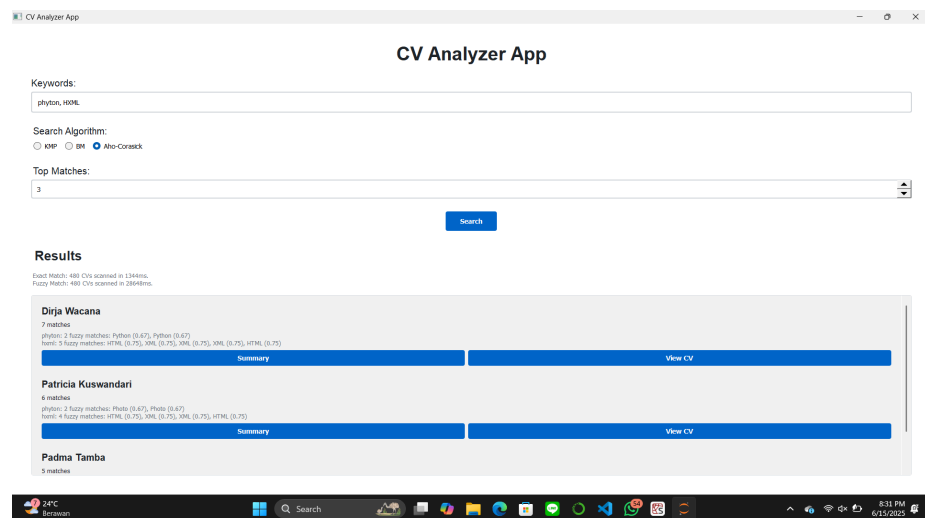 CV Analyzer App
CV Analyzer App
Keywords:
phyton, HXML
Search Algorithm:
KMP BM Aho-Corasick
Top Matches:
3
Search
Results
Exact Match: 480 CVs scanned in 1344ms.
Fuzzy Match: 480 CVs scanned in 28648ms.
Dirja Wacana
7 matches
phyton: 2 fuzzy matches: Python (0.67), Python (0.67)
hxml: 5 fuzzy matches: HTML (0.75), XML (0.75), XML (0.75), XML (0.75), HTML (0.75)
Summary View CV
Patricia Kuswandari
6 matches
phyton: 2 fuzzy matches: Photo (0.67), Photo (0.67)
hxml: 4 fuzzy matches: HTML (0.75), XML (0.75), XML (0.75), HTML (0.75)
Summary View CV
Padma Tamba
5 matches
7 24°C Search 54 8:31 PM
Berawan 6/15/2025